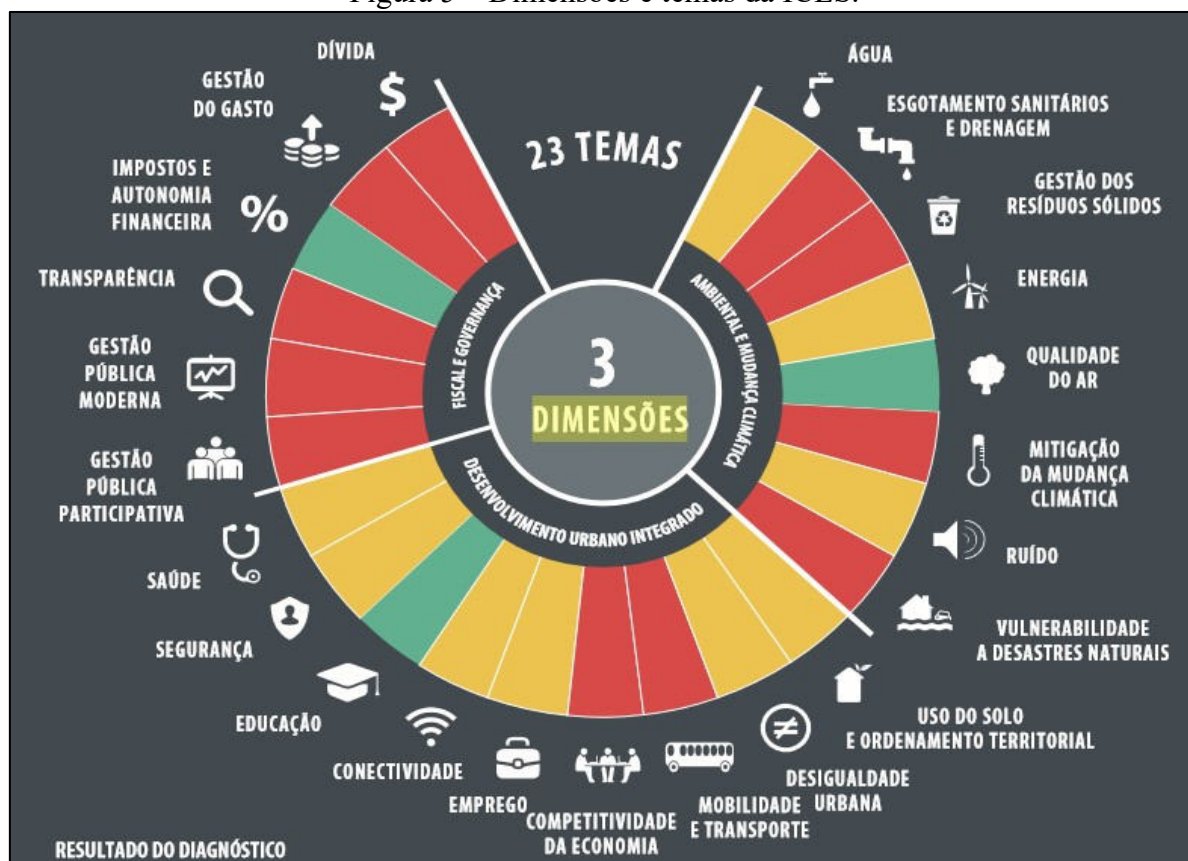 Figura 3 – Dimensões e temas da ICES.
DÍVIDA
GESTÃO
DO GASTO
IMPOSTOS E
AUTONOMIA
FINANCEIRA
TRANSPARÊNCIA
GESTÃO
PÚBLICA
MODERNA
GESTÃO
PÚBLICA
PARTICIPATIVA
SAÚDE
SEGURANÇA
EDUCAÇÃO
CONECTIVIDADE
EMPREGO
COMPETITIVIDADE
DA ECONOMIA
MOBILIDADE
E TRANSPORTE
DESIGUALDADE
URBANA
USO DO SOLO
E ORDENAMENTO TERRITORIAL
VULNERABILIDADE
A DESASTRES NATURAIS
RUÍDO
MITIGAÇÃO
DA MUDANÇA
CLIMÁTICA
QUALIDADE
DO AR
ENERGIA
GESTÃO DOS
RESÍDUOS SÓLIDOS
ESGOTAMENTO SANITÁRIOS
E DRENAGEM
ÁGUA
23 TEMAS
FISCAL E GOVERNANÇA
AMBIENTAL E MUDANÇA CLIMÁTICA
DESENVOLVIMENTO URBANO INTEGRADO
3
DIMENSÕES
$
%
RESULTADO DO DIAGNÓSTICO